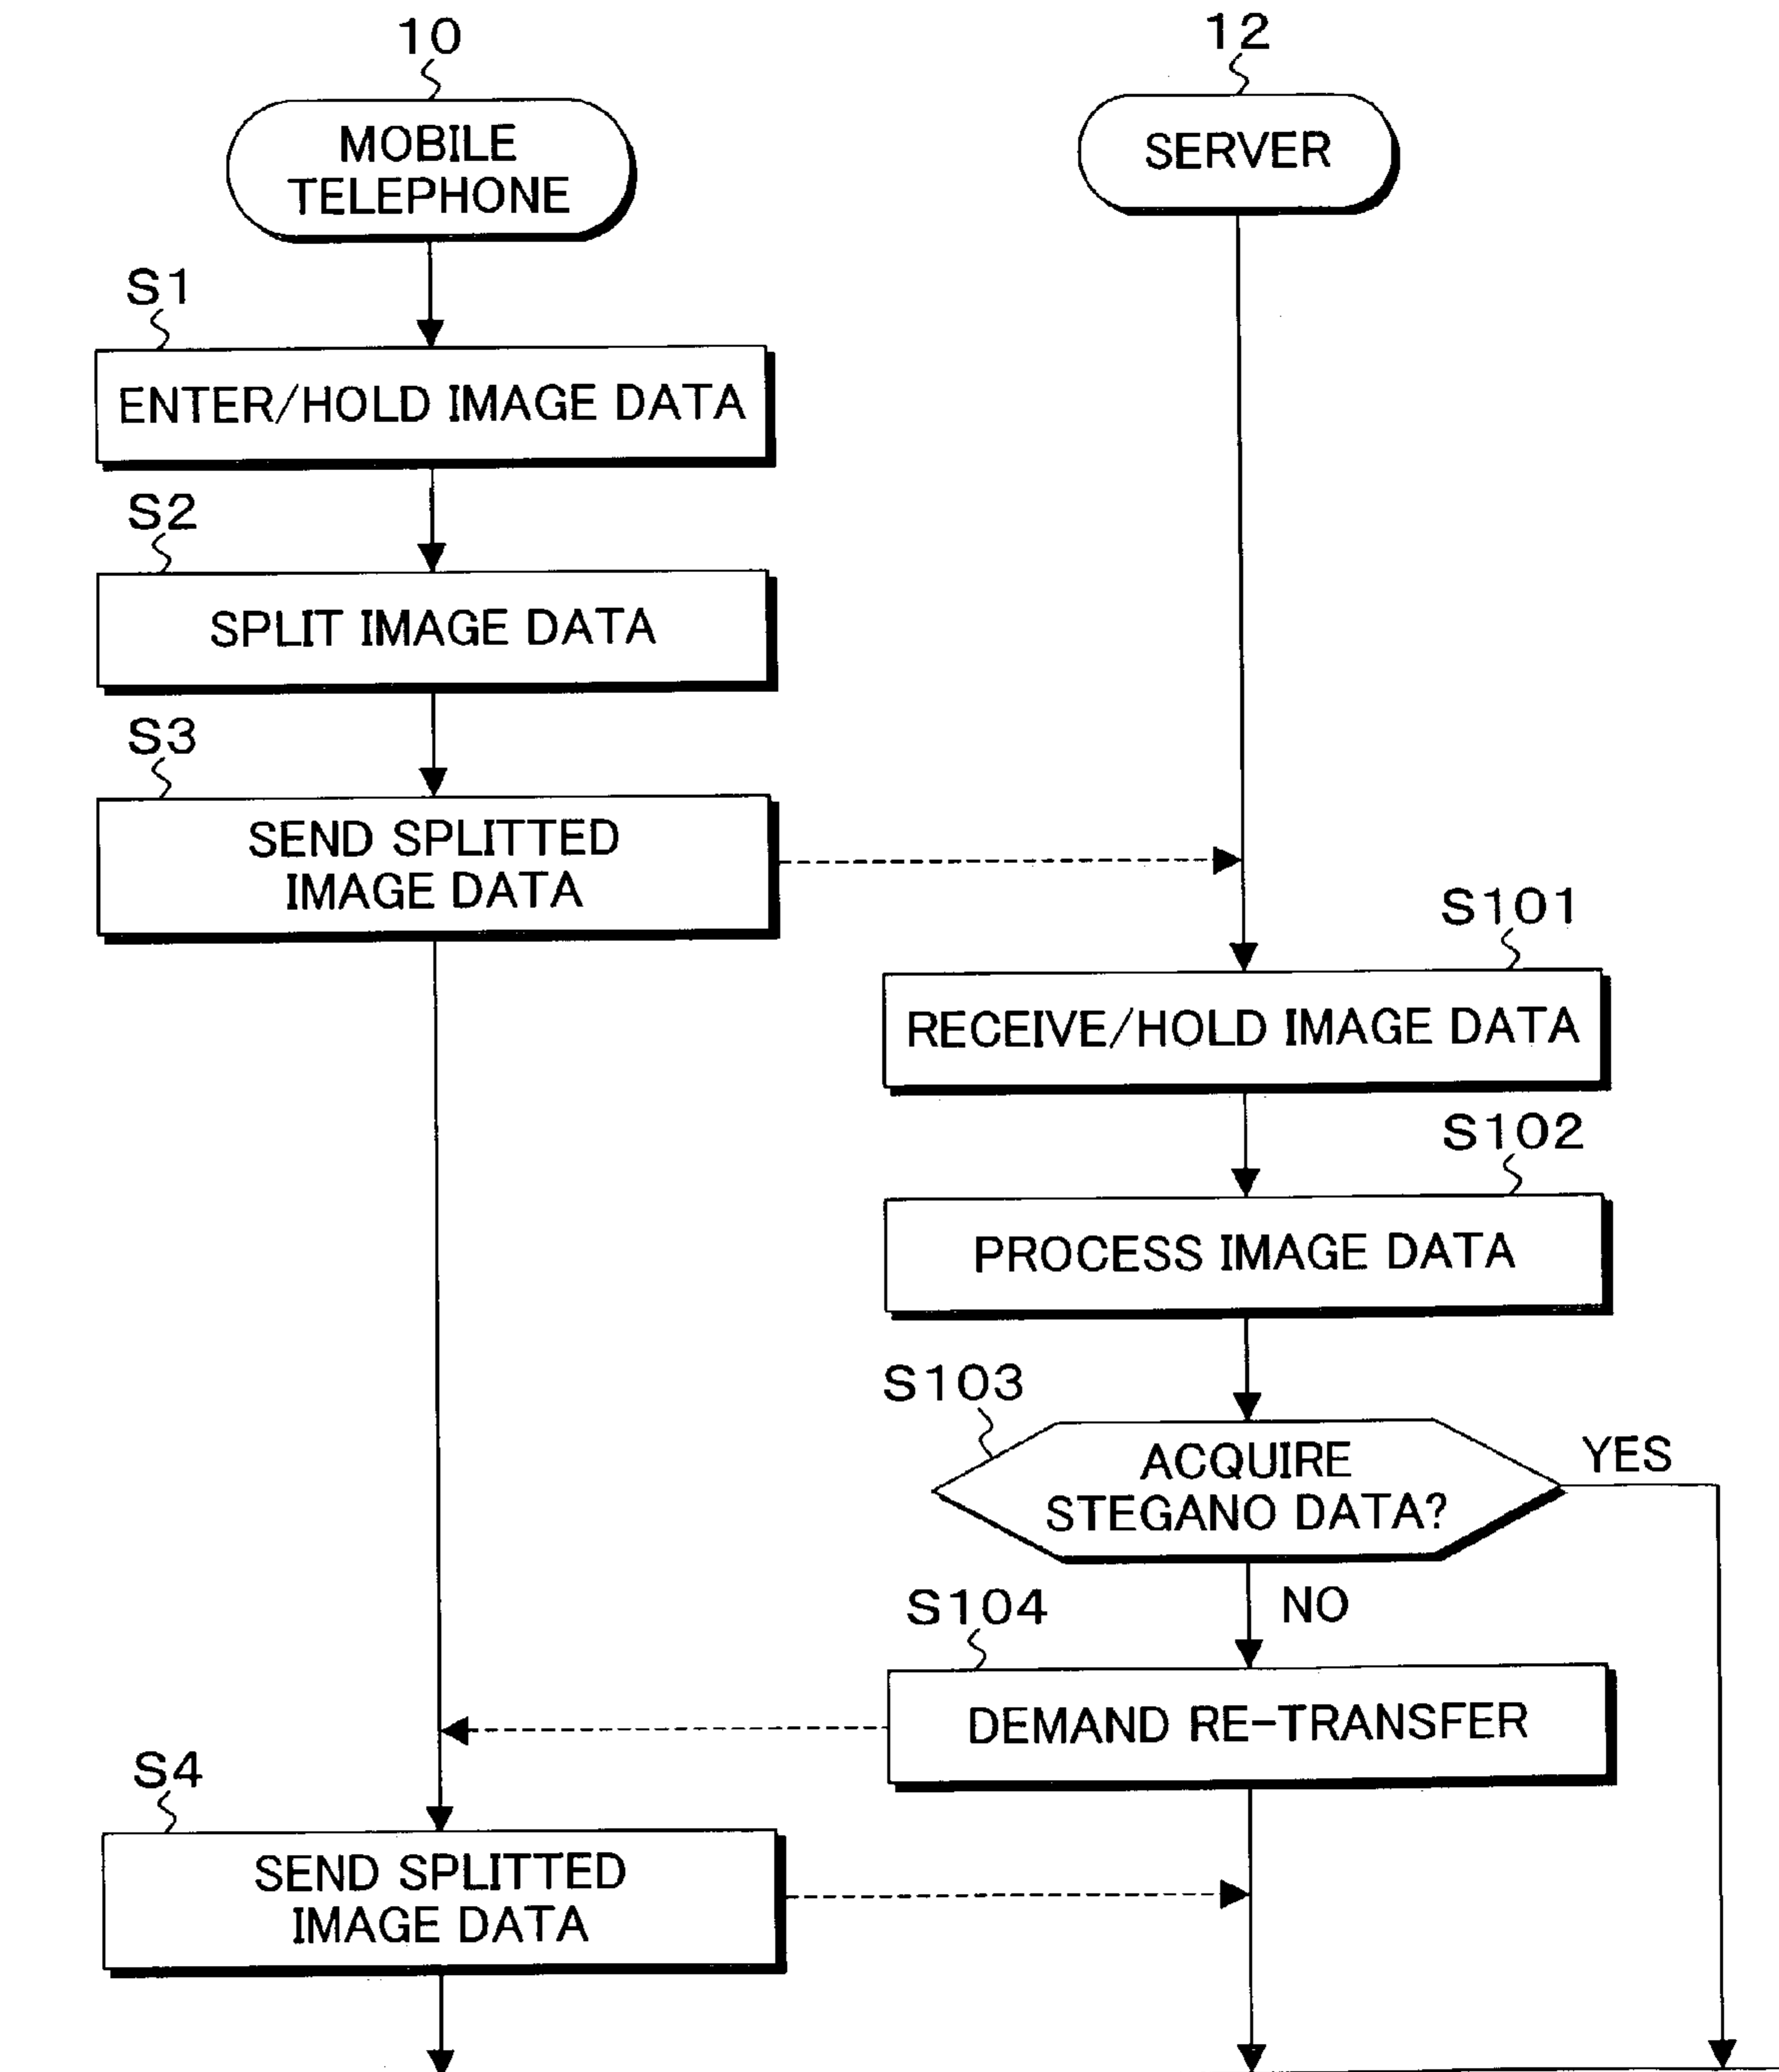 10
MOBILE
TELEPHONE
12
SERVER
S1
ENTER/HOLD IMAGE DATA
S2
SPLIT IMAGE DATA
S3
SEND SPLITTED
IMAGE DATA
S101
RECEIVE/HOLD IMAGE DATA
S102
PROCESS IMAGE DATA
S103
ACQUIRE
STEGANO DATA?
YES
NO
S104
DEMAND RE-TRANSFER
S4
SEND SPLITTED
IMAGE DATA